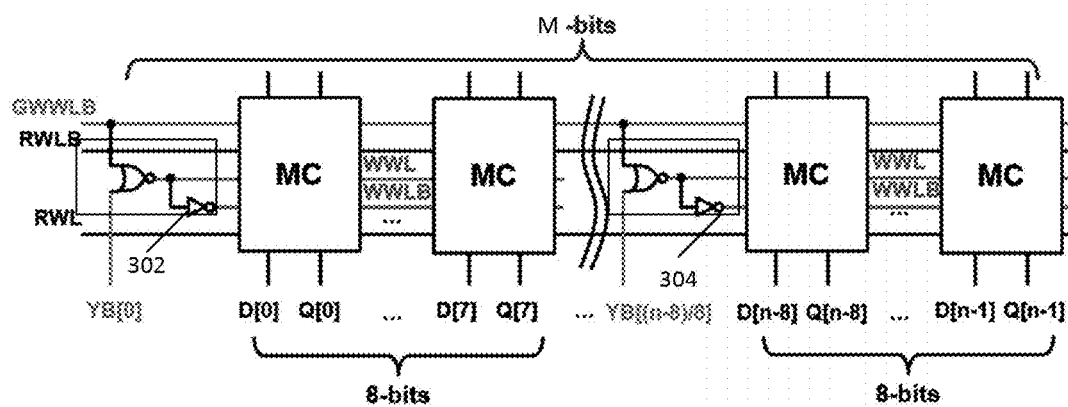 M -bits
GWWLB
RWLB
MC WWL MC MC WWL MC
WWLB WWLB
... ...
RWL
302 304
YB[0] D[0] Q[0] ... D[7] Q[7] ... YB[(n-8)/8] D[n-8] Q[n-8] ... D[n-1] Q[n-1]
8-bits 8-bits